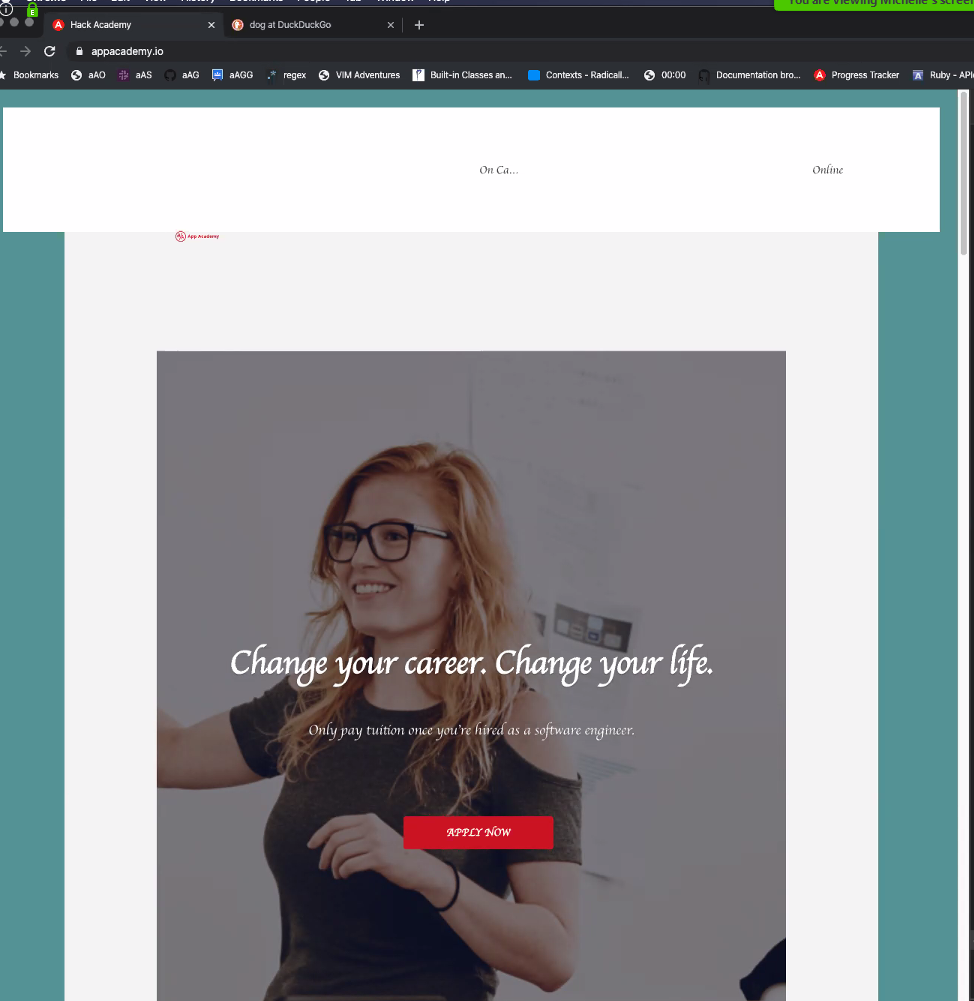 You are viewing Michelle's screen
Hack Academy
dog at DuckDuckGo
appacademy.io
Bookmarks aAO aAS aAG aAGG regex VIM Adventures Built-in Classes an... Contexts - Radicall... 00:00 Documentation bro... Progress Tracker Ruby - APIe
On Ca...
Online
App Academy
Change your career. Change your life.
Only pay tuition once you're hired as a software engineer.
APPLY NOW